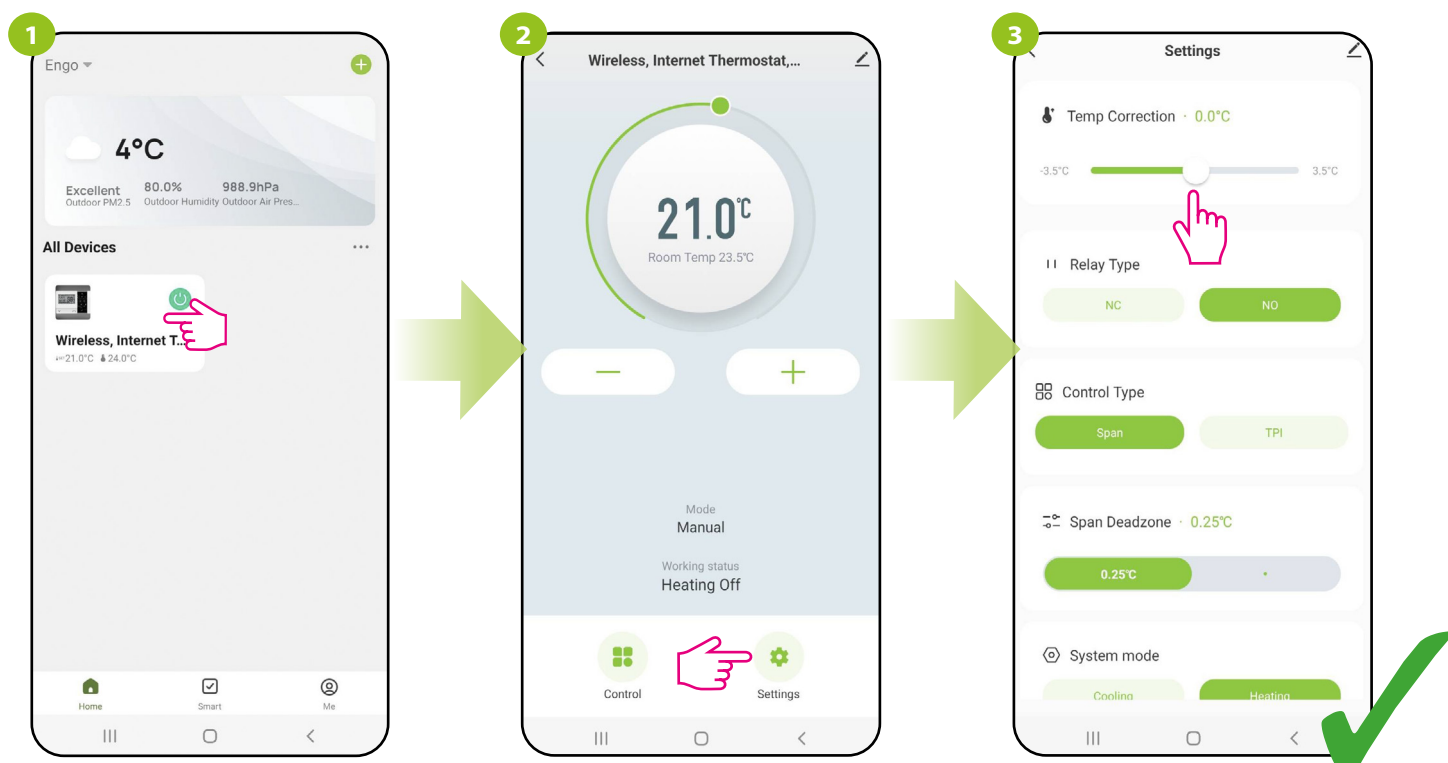 1
Engo
4°C
Excellent 80.0% 988.9hPa
Outdoor PM2.5 Outdoor Humidity Outdoor Air Pres...
All Devices
Wireless, Internet T...
21.0°C 24.0°C
Home Smart Me
2
Wireless, Internet Thermostat,...
21.0°C
Room Temp 23.5°C
Mode
Manual
Working status
Heating Off
Control Settings
3
Settings
Temp Correction · 0.0°C
-3.5°C 3.5°C
Relay Type
NC NO
Control Type
Span TPI
Span Deadzone · 0.25°C
0.25°C
System mode
Cooling Heating